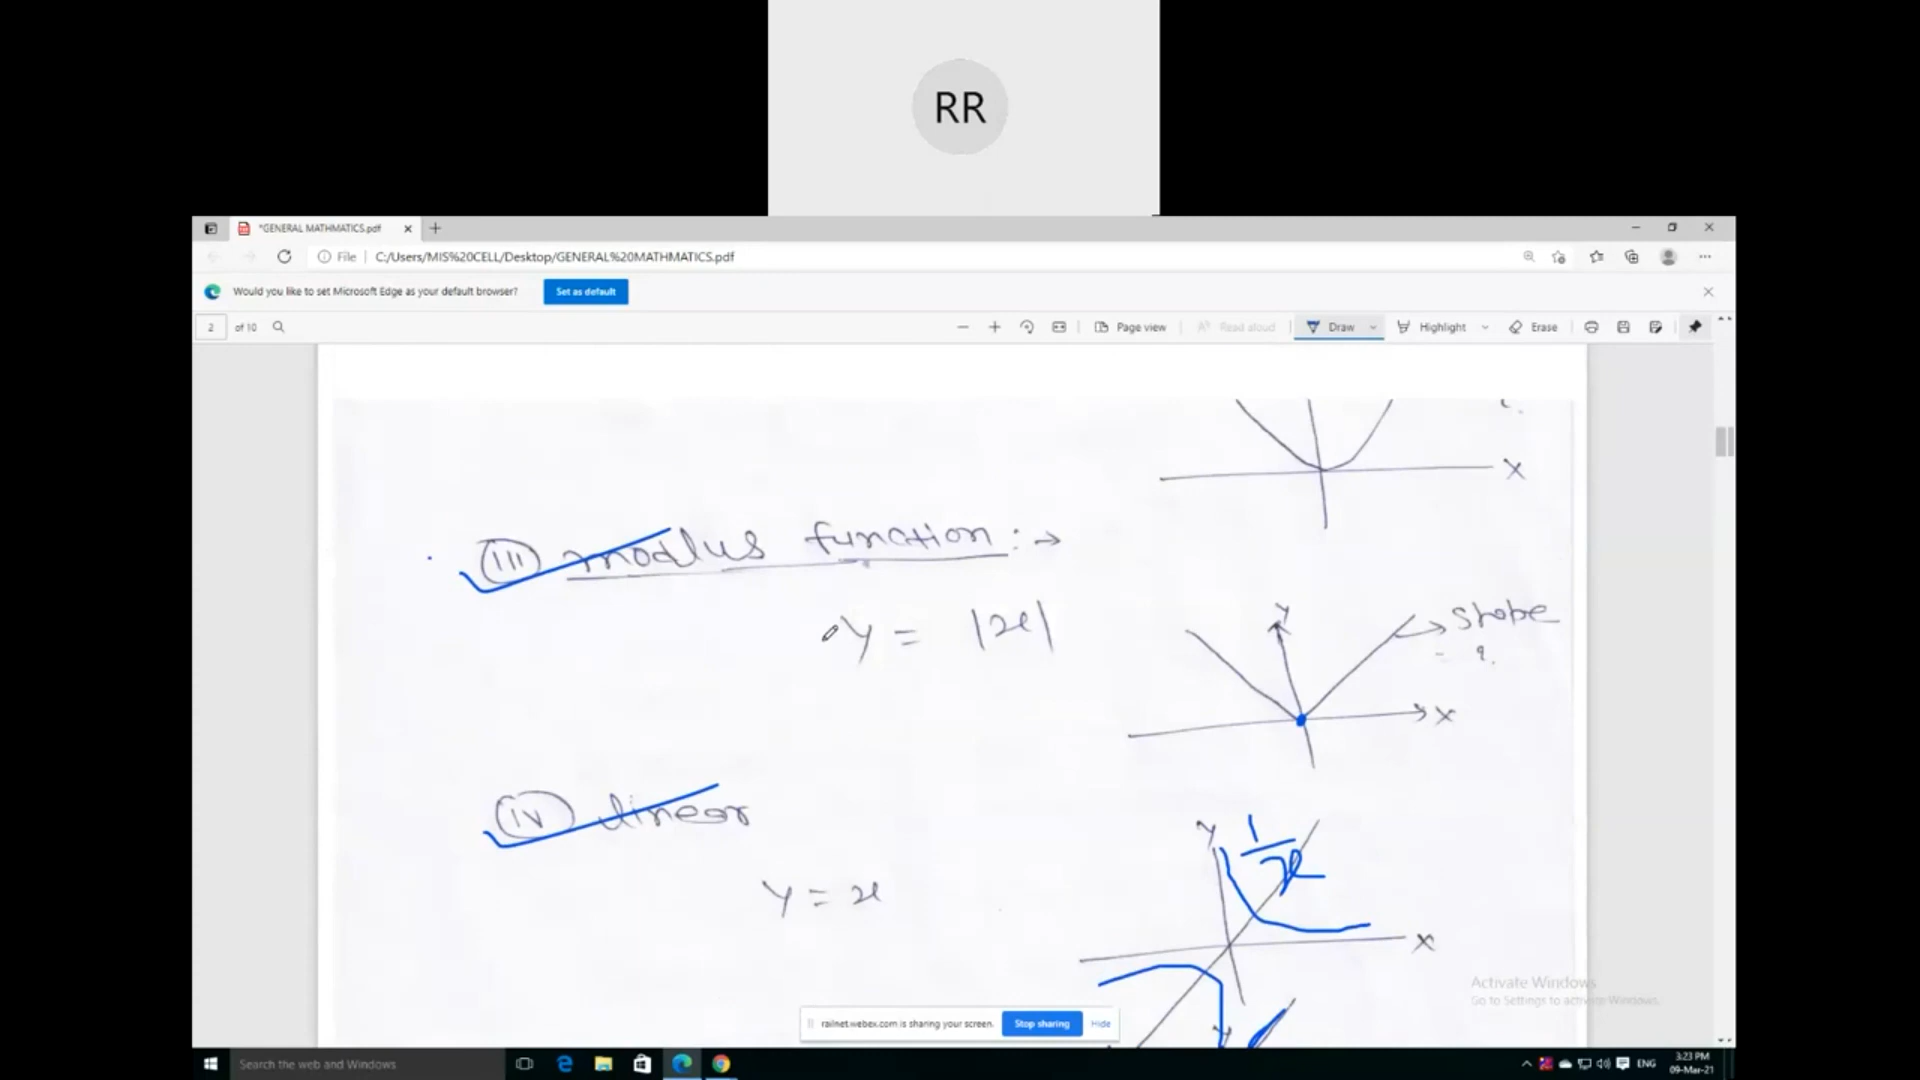 RR
*GENERAL MATHMATICS.pdf
File C:/Users/MIS%20CELL/Desktop/GENERAL%20MATHMATICS.pdf
Would you like to set Microsoft Edge as your default browser? Set as default
2 of 10 Page view Read aloud Draw Highlight Erase
X
(iii) modlus function :→
y = |x|
y
X
(iv) linear
y = x
y
1/x
X
y
Activate Windows
Go to Settings to activate Windows.
railnet.webex.com is sharing your screen. Stop sharing Hide
Search the web and Windows
ENG
3:23 PM
09-Mar-21